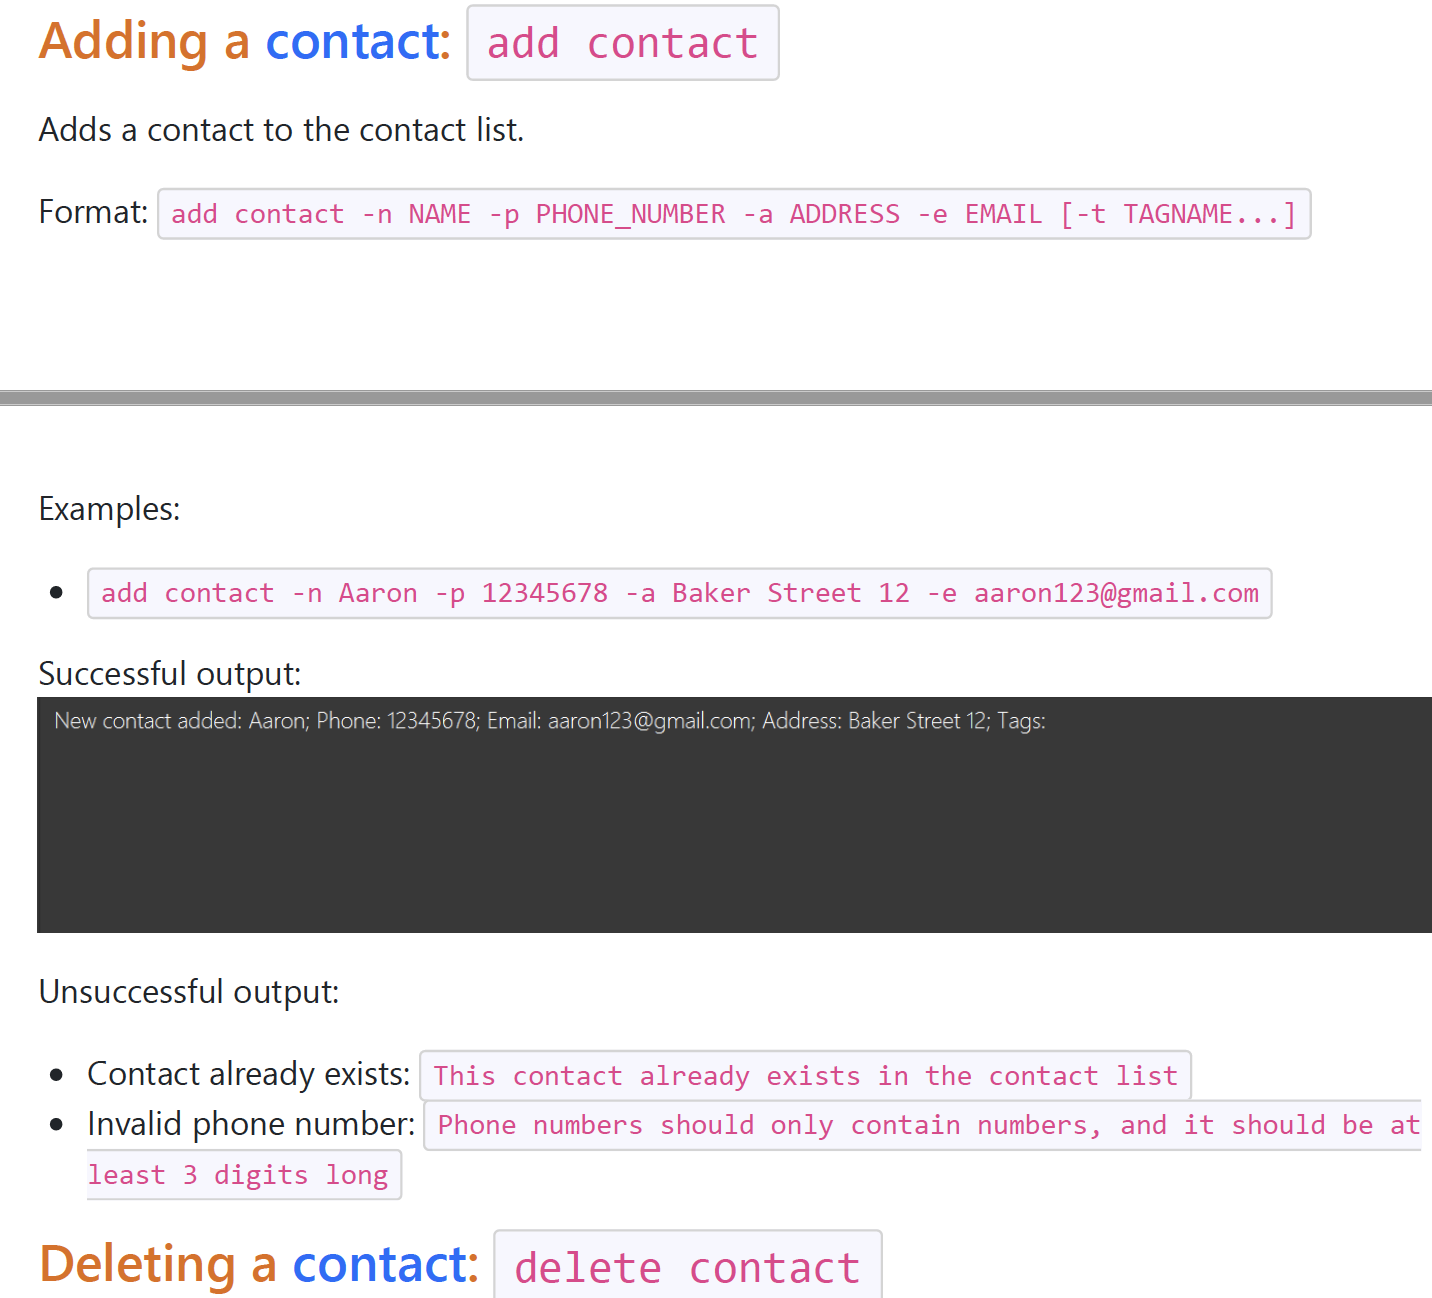 Adding a contact: add contact
Adds a contact to the contact list.
Format: add contact -n NAME -p PHONE_NUMBER -a ADDRESS -e EMAIL [-t TAGNAME...]
Examples:
• add contact -n Aaron -p 12345678 -a Baker Street 12 -e aaron123@gmail.com
Successful output:
New contact added: Aaron; Phone: 12345678; Email: aaron123@gmail.com; Address: Baker Street 12; Tags:
Unsuccessful output:
• Contact already exists: This contact already exists in the contact list
• Invalid phone number: Phone numbers should only contain numbers, and it should be at
least 3 digits long
Deleting a contact: delete contact